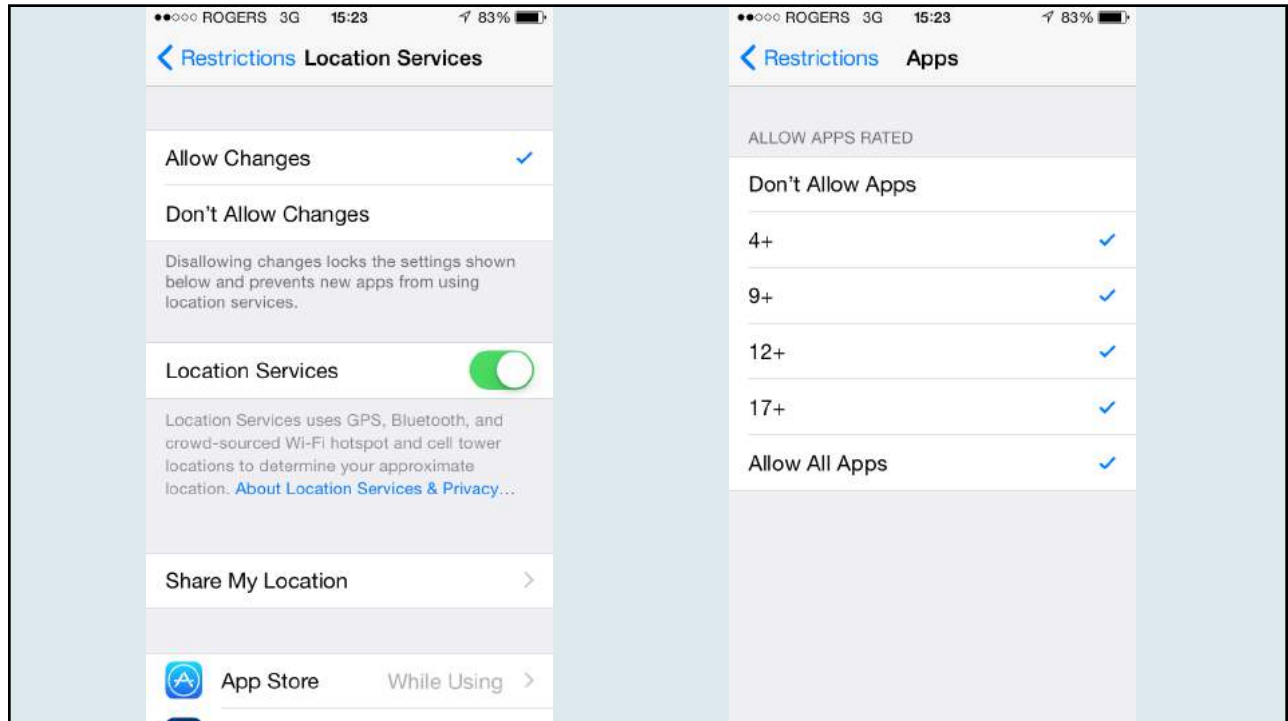 ROGERS 3G 15:23 83%
Restrictions Location Services
Allow Changes
Don't Allow Changes
Disallowing changes locks the settings shown
below and prevents new apps from using
location services.
Location Services
Location Services uses GPS, Bluetooth, and
crowd-sourced Wi-Fi hotspot and cell tower
locations to determine your approximate
location. About Location Services & Privacy...
Share My Location
App Store While Using
ROGERS 3G 15:23 83%
Restrictions Apps
ALLOW APPS RATED
Don't Allow Apps
4+
9+
12+
17+
Allow All Apps